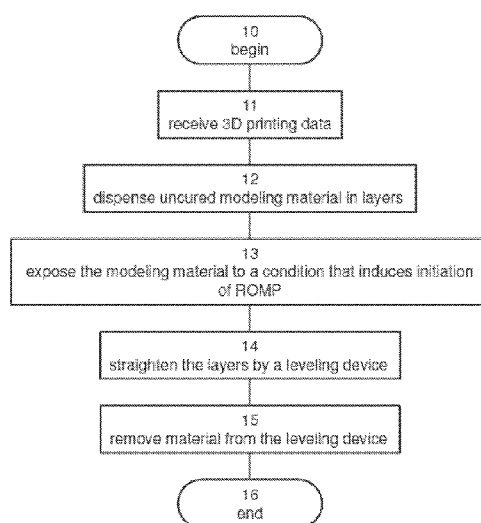 10
begin
11
receive 3D printing data
12
dispense uncured modeling material in layers
13
expose the modeling material to a condition that induces initiation
of ROMP
14
straighten the layers by a leveling device
15
remove material from the leveling device
16
end